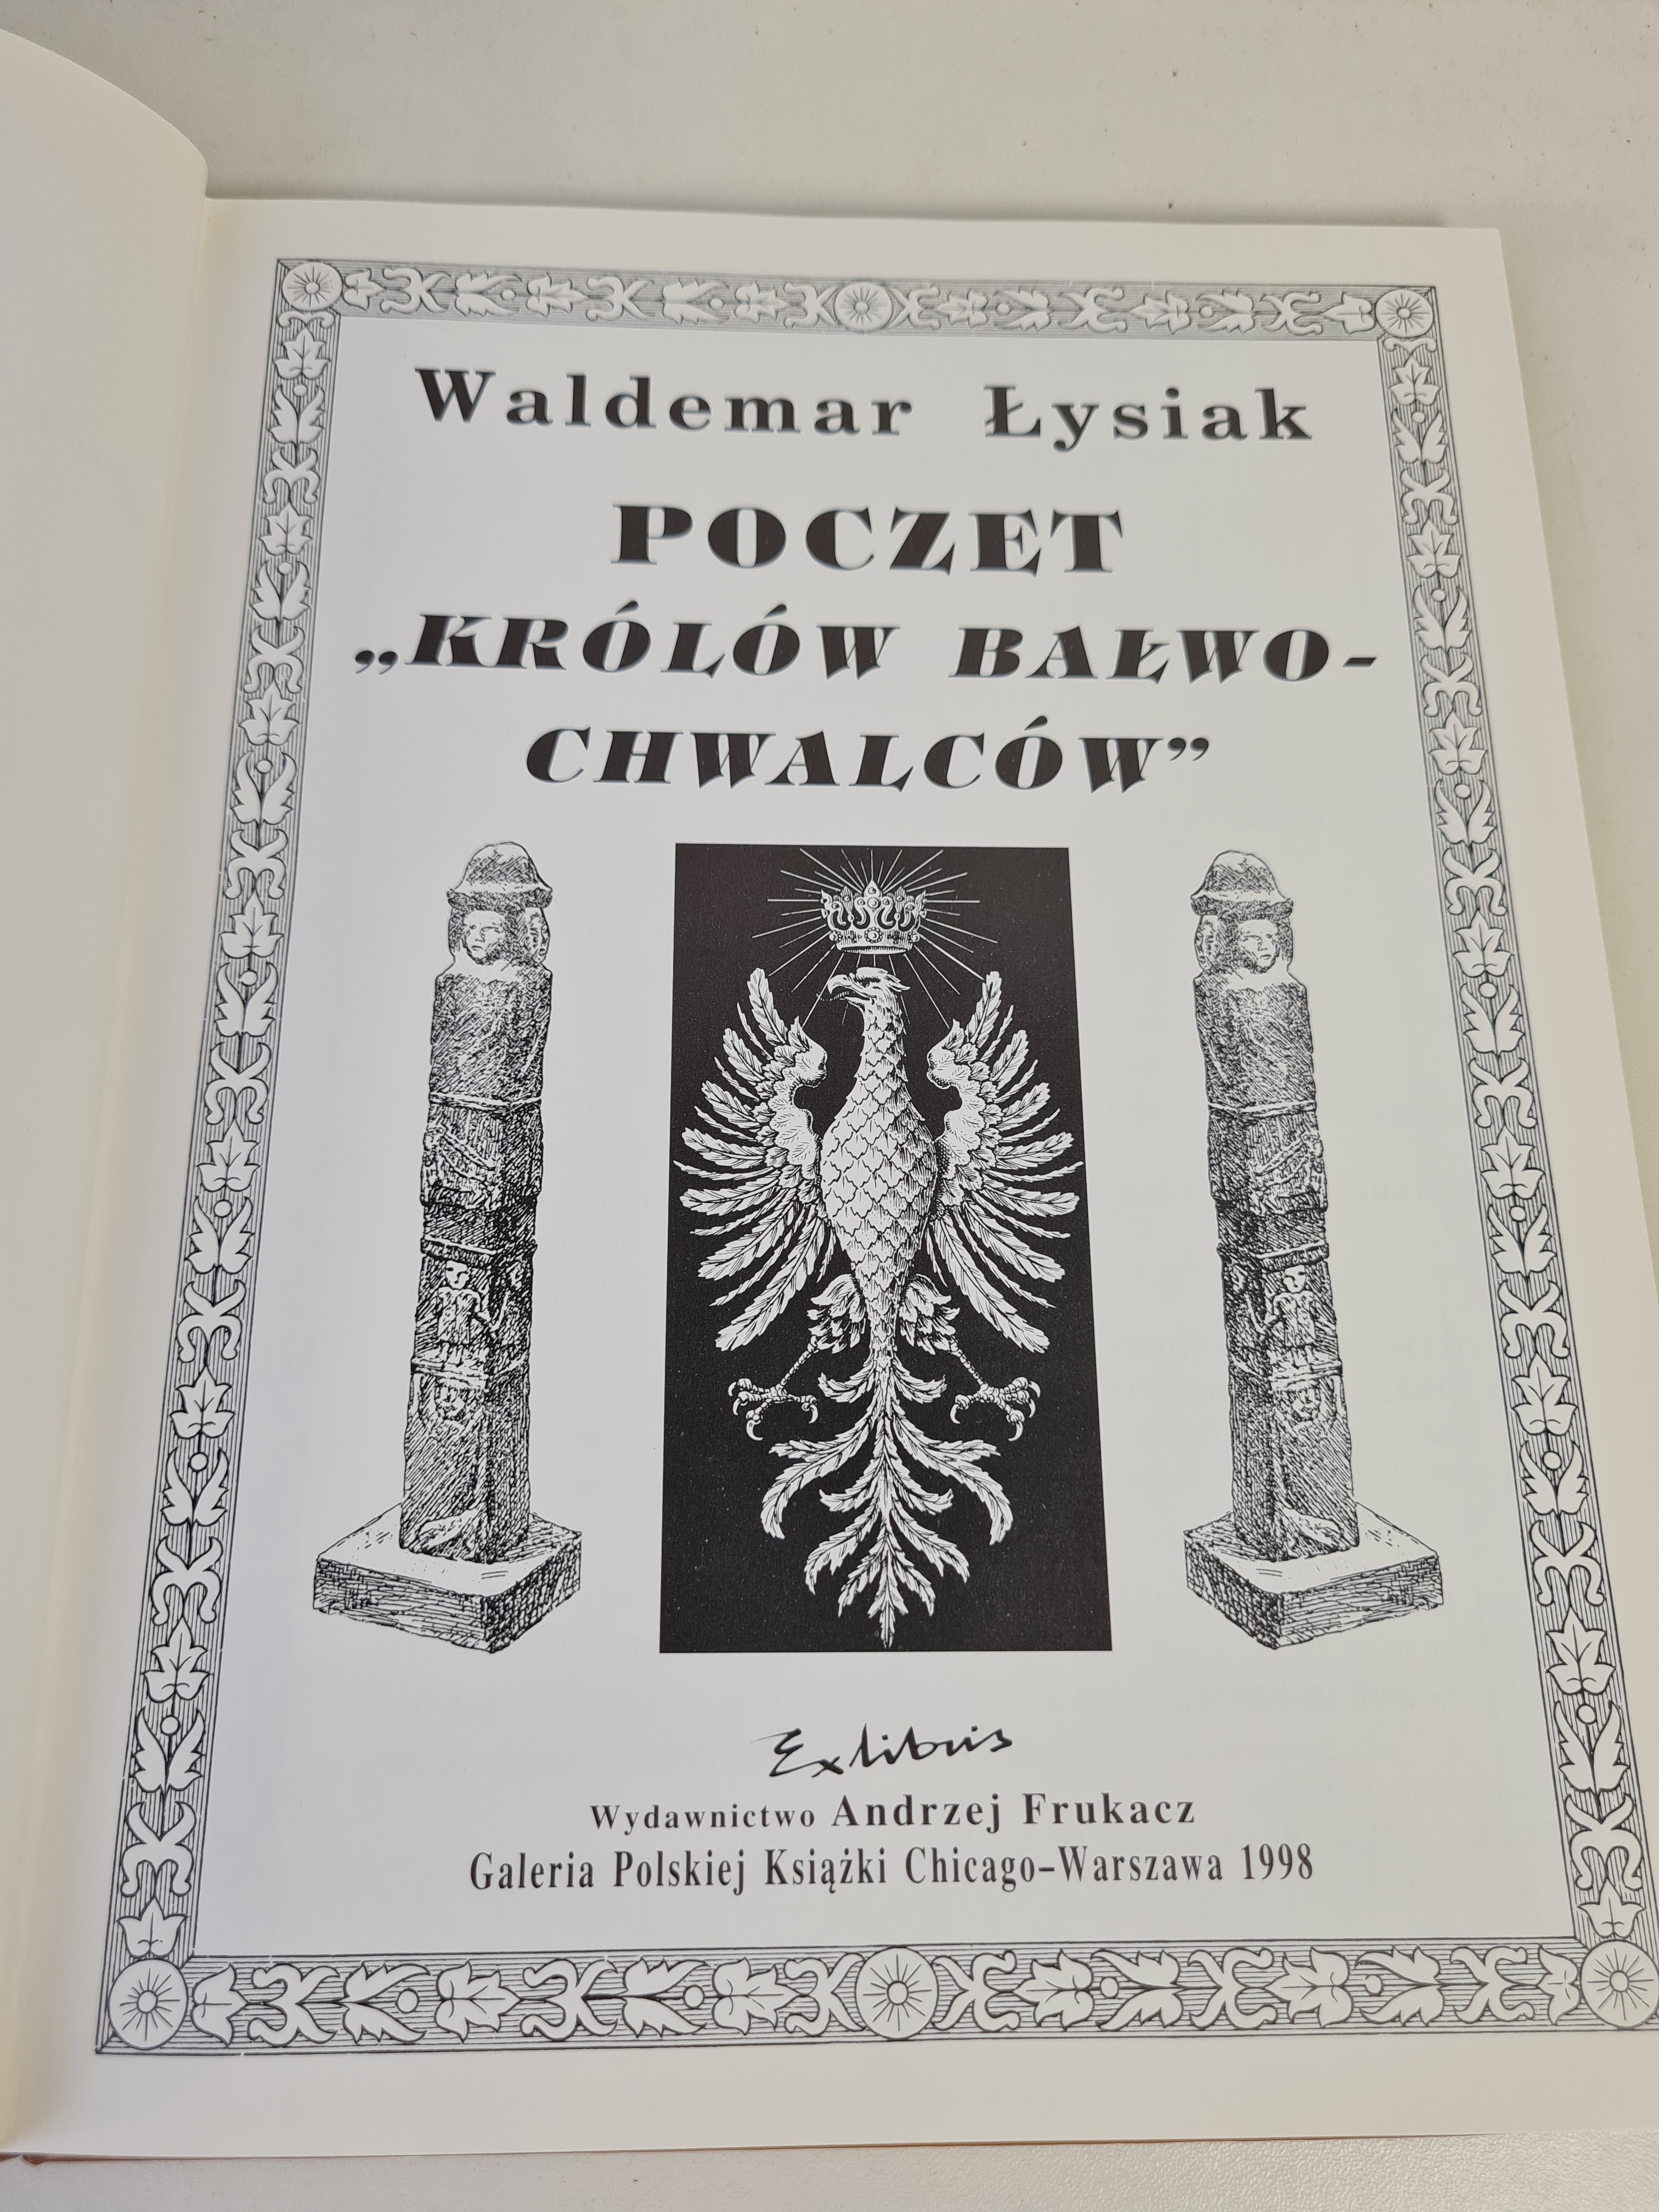 Waldemar Łysiak
POCZET
„KRÓLÓW BAŁWO-
CHWALCÓW”
Exlibris
Wydawnictwo Andrzej Frukacz
Galeria Polskiej Książki Chicago–Warszawa 1998